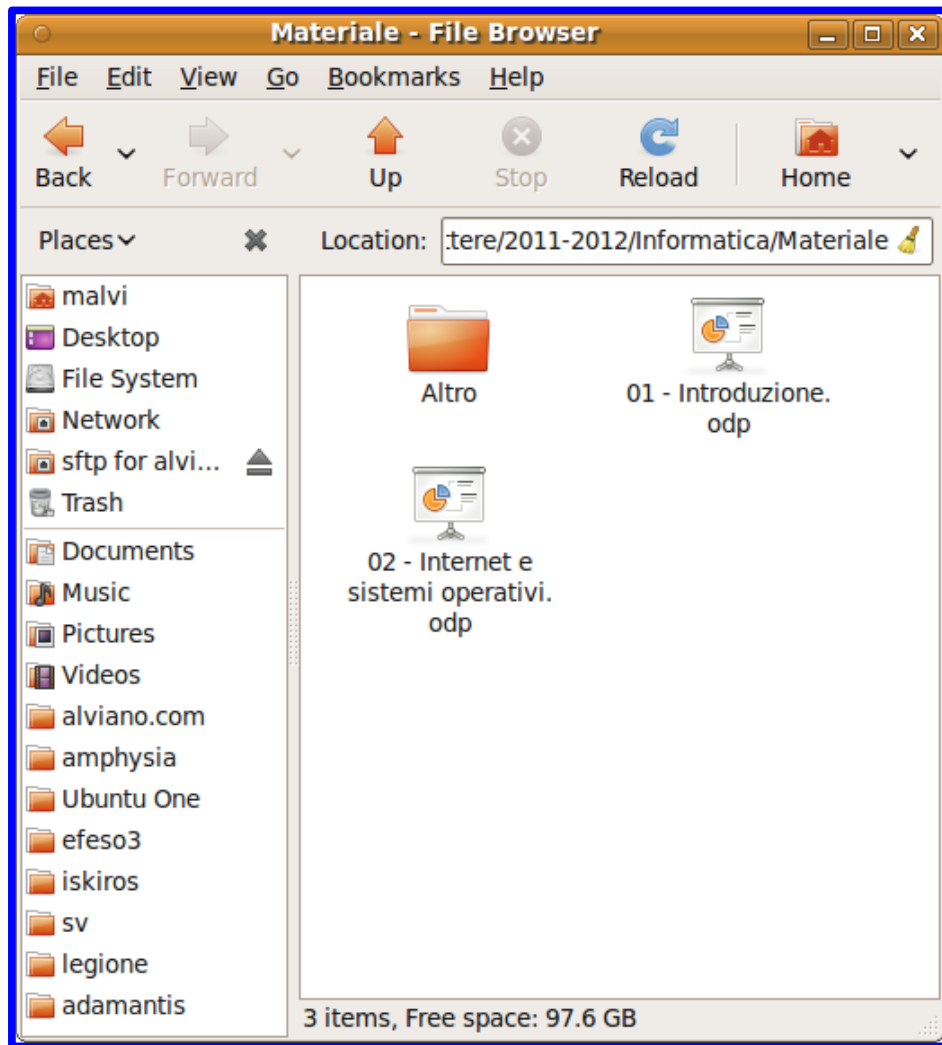 Materiale - File Browser
File Edit View Go Bookmarks Help
Back Forward Up Stop Reload Home
Places Location: tere/2011-2012/Informatica/Materiale
malvi
Desktop
File System
Network
sftp for alvi...
Trash
Documents
Music
Pictures
Videos
alviano.com
amphysia
Ubuntu One
efeso3
iskiros
sv
legione
adamantis
Altro
01 - Introduzione.
odp
02 - Internet e
sistemi operativi.
odp
3 items, Free space: 97.6 GB